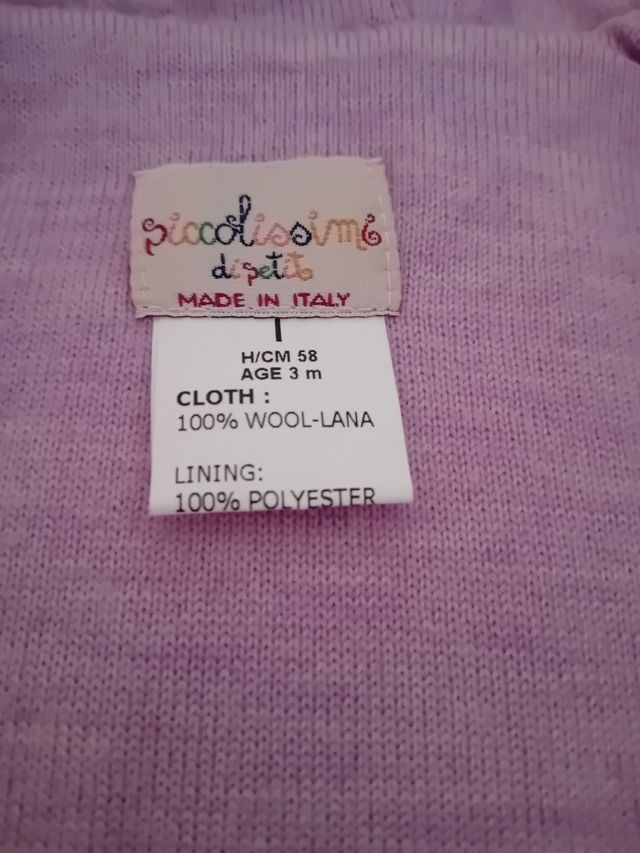 piccolissimi
di petit
MADE IN ITALY
I
H/CM 58
AGE 3 m
CLOTH :
100% WOOL-LANA
LINING:
100% POLYESTER